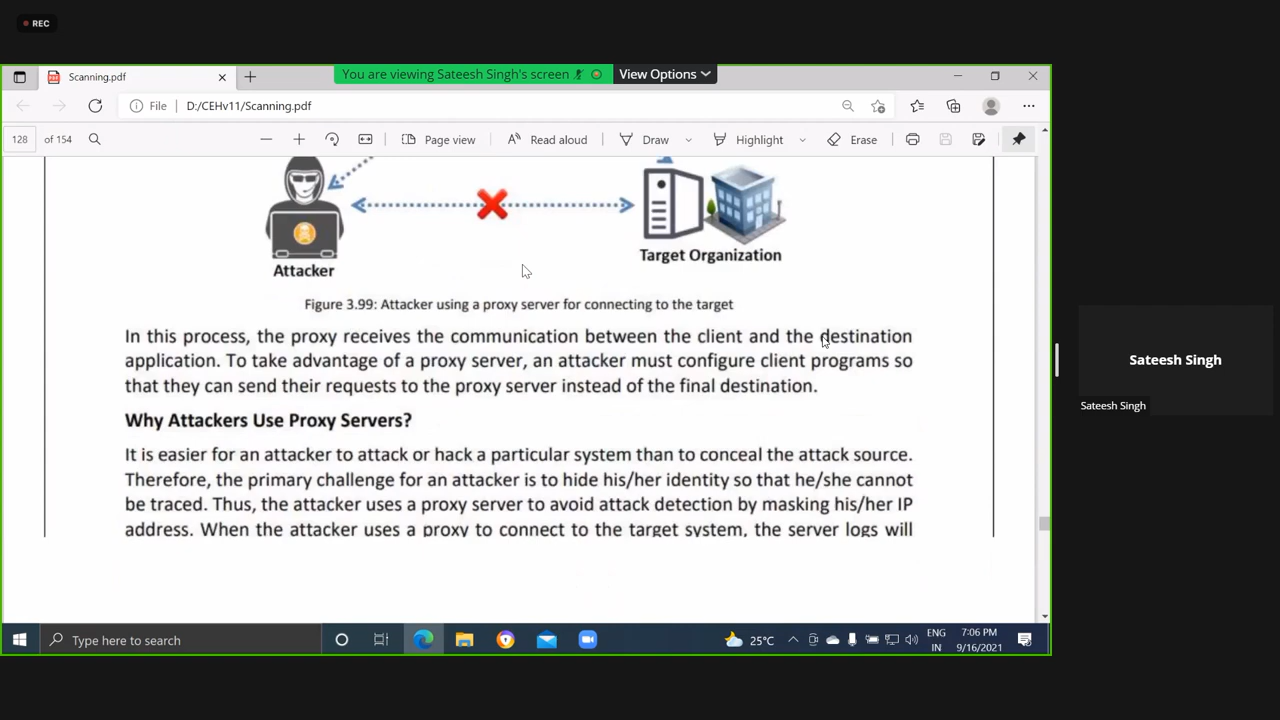 REC
Scanning.pdf
You are viewing Sateesh Singh's screen
View Options
File D:/CEHv11/Scanning.pdf
128 of 154
Page view
Read aloud
Draw
Highlight
Erase
Attacker
Target Organization
Figure 3.99: Attacker using a proxy server for connecting to the target
In this process, the proxy receives the communication between the client and the destination
application. To take advantage of a proxy server, an attacker must configure client programs so
that they can send their requests to the proxy server instead of the final destination.
Why Attackers Use Proxy Servers?
It is easier for an attacker to attack or hack a particular system than to conceal the attack source.
Therefore, the primary challenge for an attacker is to hide his/her identity so that he/she cannot
be traced. Thus, the attacker uses a proxy server to avoid attack detection by masking his/her IP
address. When the attacker uses a proxy to connect to the target system, the server logs will
Sateesh Singh
Sateesh Singh
Type here to search
25°C
ENG
IN
7:06 PM
9/16/2021